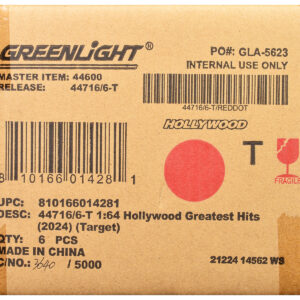 GREENLIGHT®
PO#: GLA-5623
INTERNAL USE ONLY
MASTER ITEM: 44600
RELEASE: 44716/6-T
44716/6-T/REDDOT
HOLLYWOOD
T
FRAGILE
810166014281
UPC: 810166014281
DESC: 44716/6-T 1:64 Hollywood Greatest Hits
(2024) (Target)
QTY: 6 PCS
MADE IN CHINA
C/NO.: 3640 / 5000
21224 14562 WS